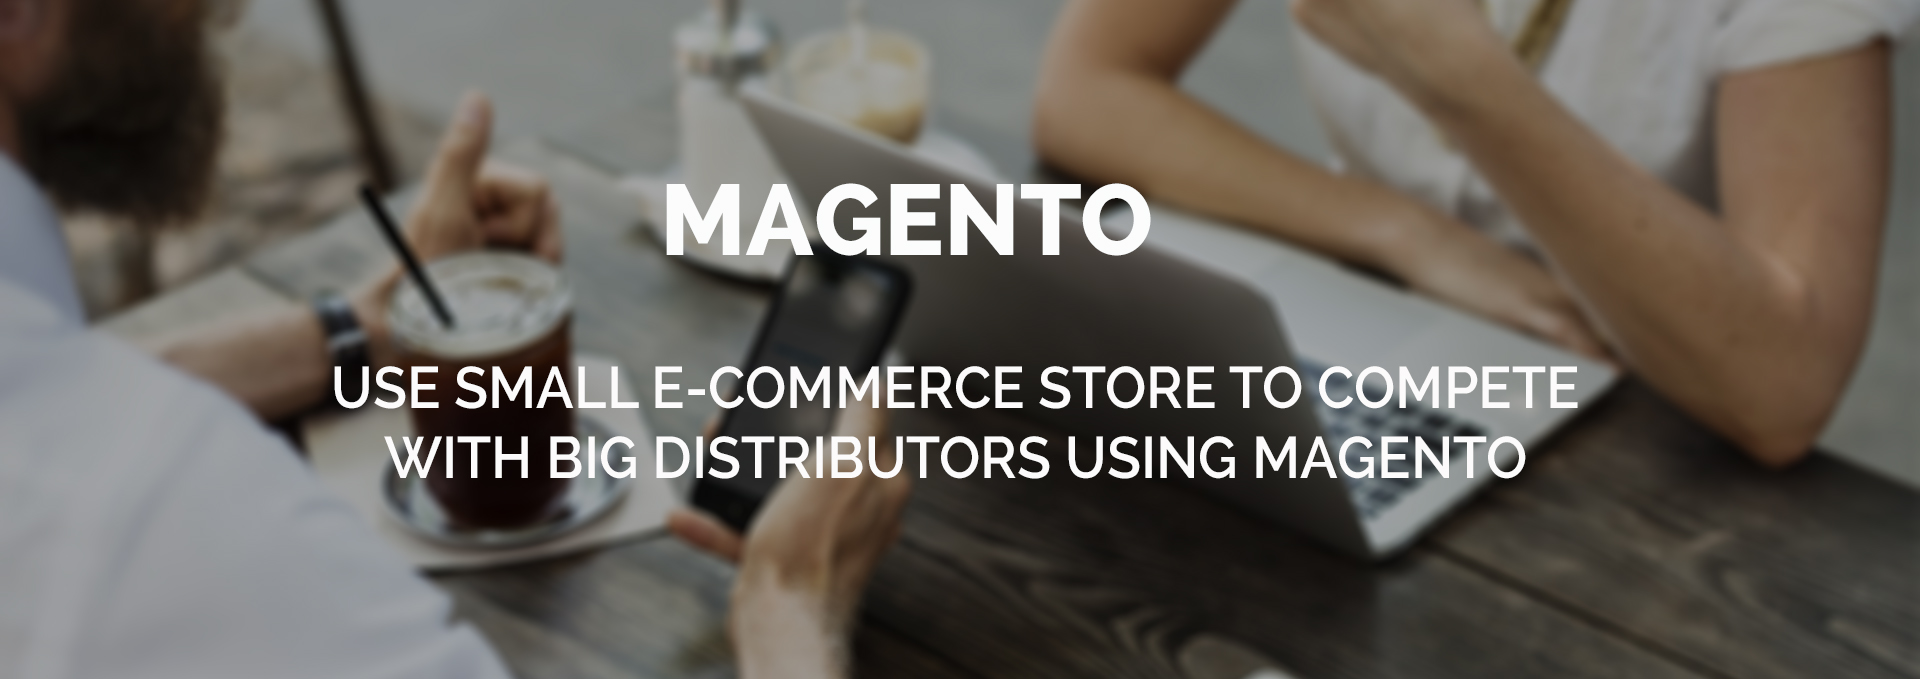 MAGENTO
USE SMALL E-COMMERCE STORE TO COMPETE
WITH BIG DISTRIBUTORS USING MAGENTO